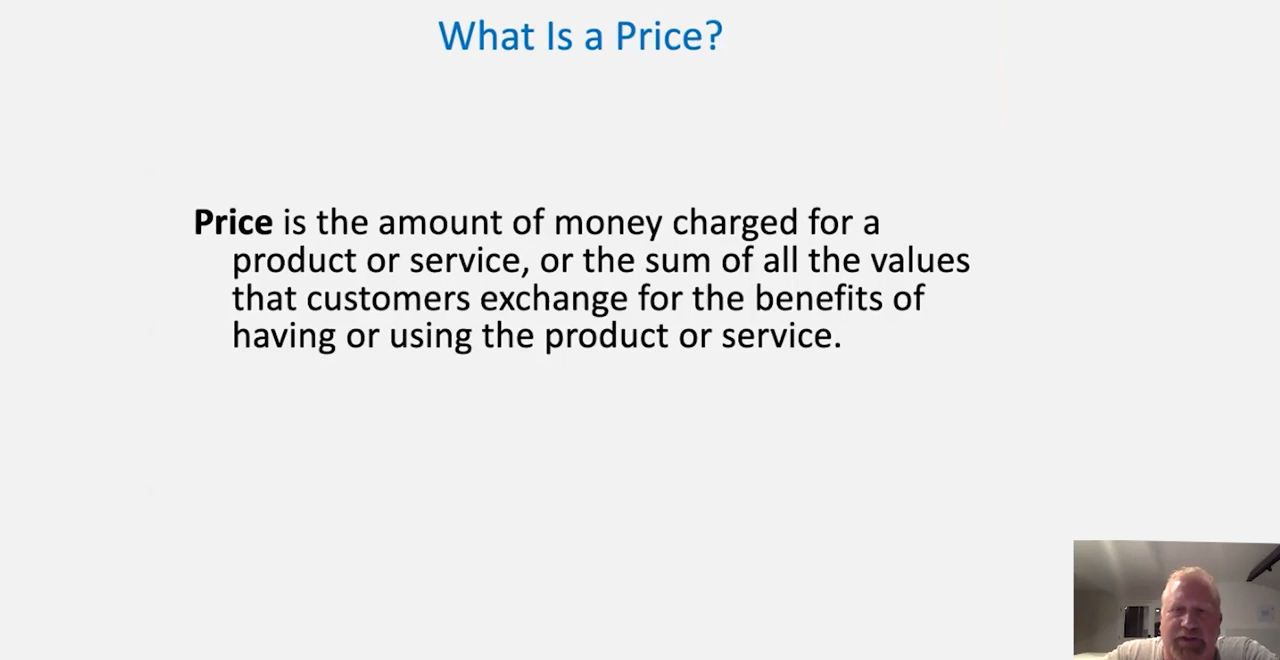 What Is a Price?
Price is the amount of money charged for a
product or service, or the sum of all the values
that customers exchange for the benefits of
having or using the product or service.